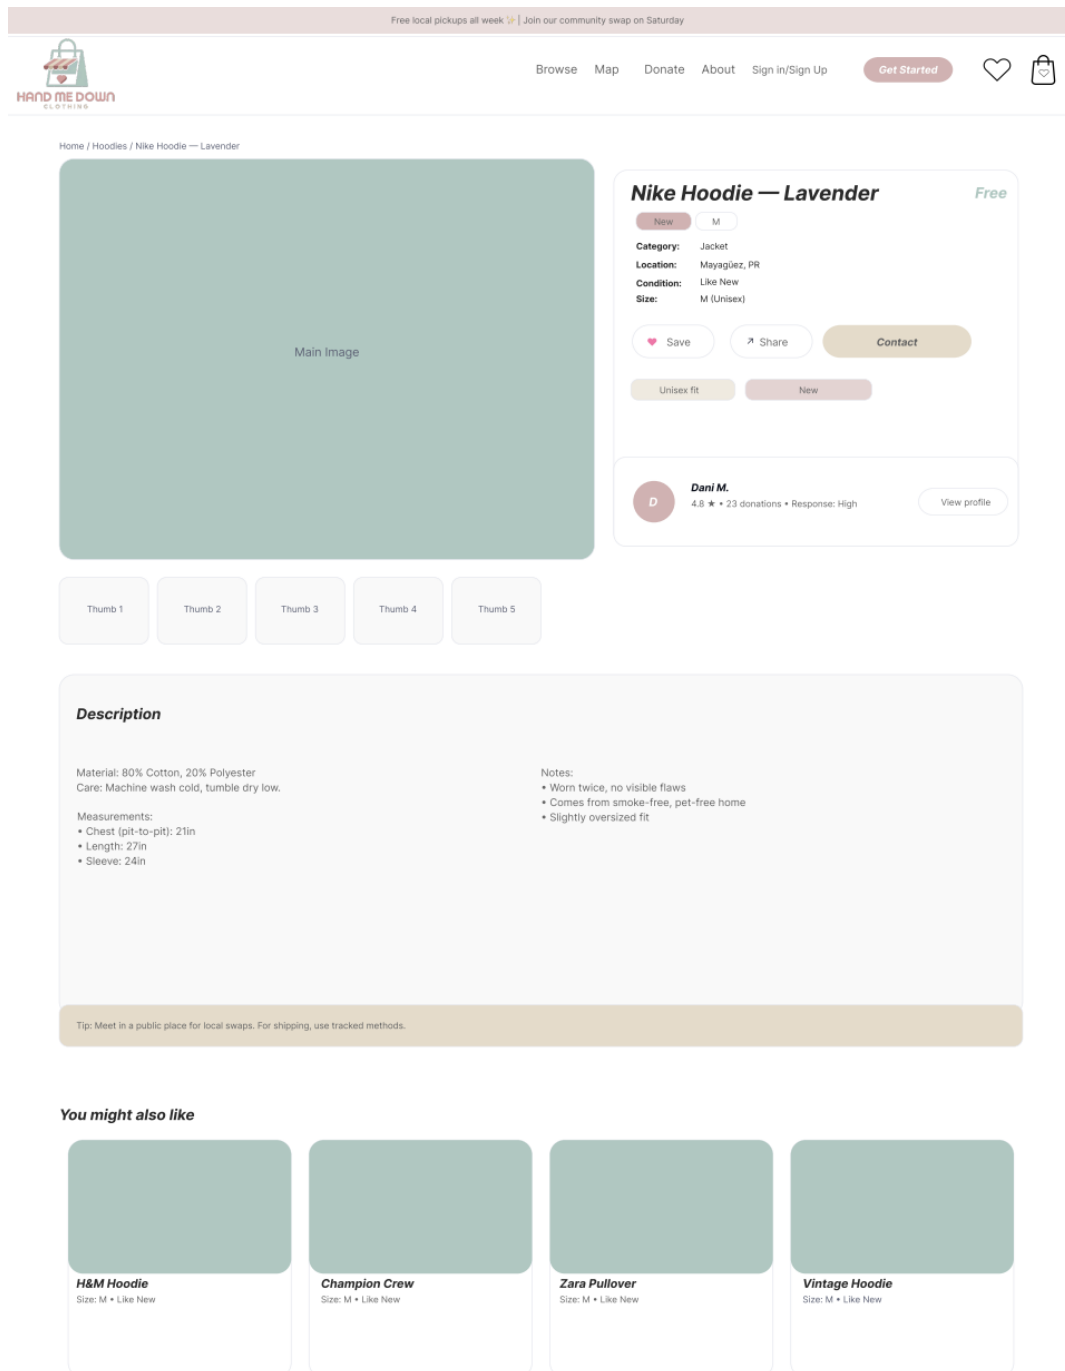 Free local pickups all week ✨ | Join our community swap on Saturday
HAND ME DOWN
CLOTHING
Browse Map Donate About Sign in/Sign Up Get Started
Home / Hoodies / Nike Hoodie — Lavender
Main Image
Nike Hoodie — Lavender Free
New M
Category: Jacket
Location: Mayagüez, PR
Condition: Like New
Size: M (Unisex)
Save ↗ Share Contact
Unisex fit New
D
Dani M.
4.8 ★ • 23 donations • Response: High
View profile
Thumb 1 Thumb 2 Thumb 3 Thumb 4 Thumb 5
Description
Material: 80% Cotton, 20% Polyester
Care: Machine wash cold, tumble dry low.
Measurements:
• Chest (pit-to-pit): 21in
• Length: 27in
• Sleeve: 24in
Notes:
• Worn twice, no visible flaws
• Comes from smoke-free, pet-free home
• Slightly oversized fit
Tip: Meet in a public place for local swaps. For shipping, use tracked methods.
You might also like
H&M Hoodie
Size: M • Like New
Champion Crew
Size: M • Like New
Zara Pullover
Size: M • Like New
Vintage Hoodie
Size: M • Like New